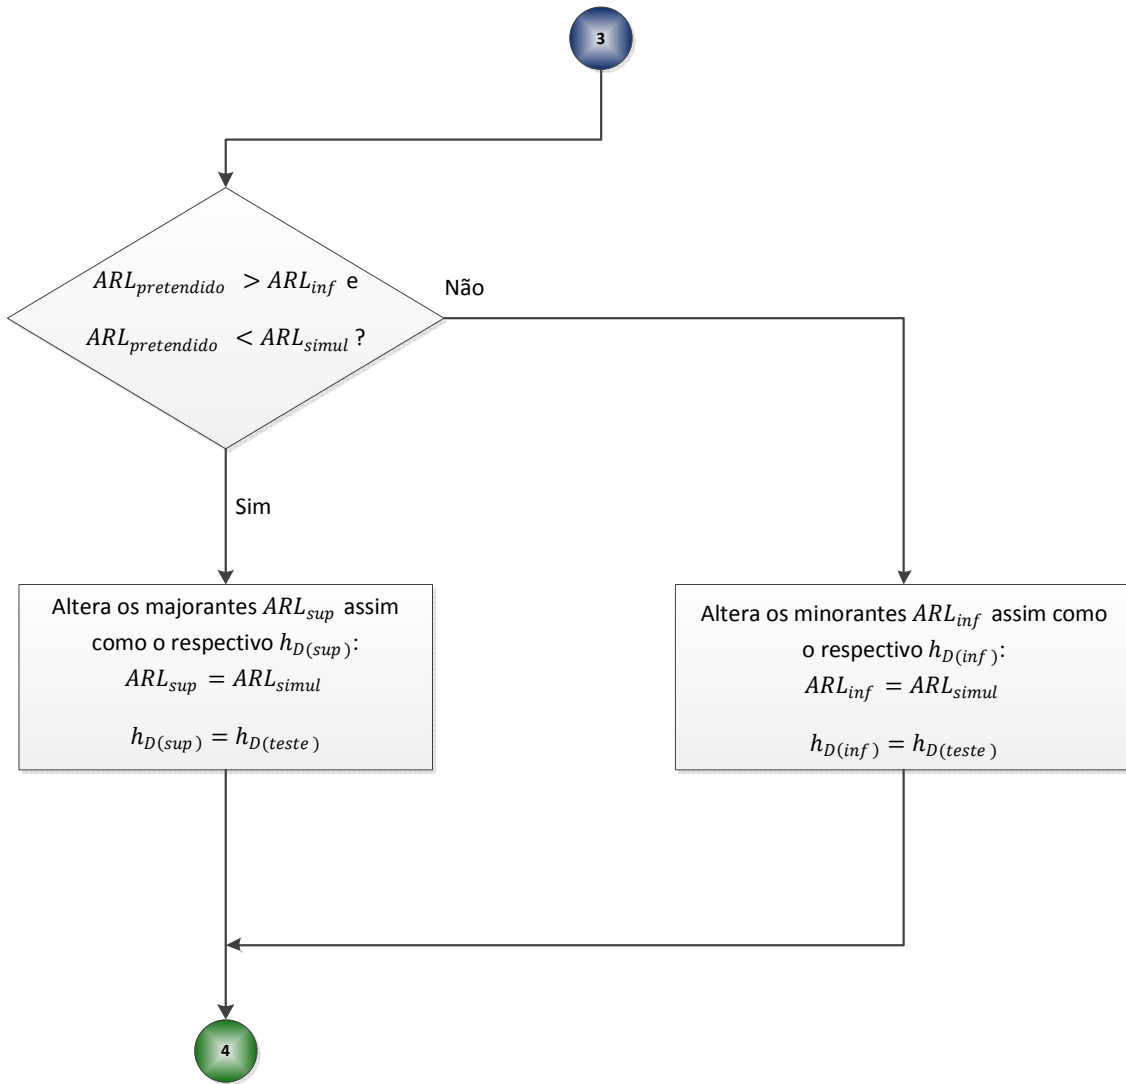 3
ARL_pretendido > ARL_inf e
ARL_pretendido < ARL_simul ?
Não
Sim
Altera os majorantes ARL_sup assim
como o respectivo h_D(sup):
ARL_sup = ARL_simul
h_D(sup) = h_D(teste)
Altera os minorantes ARL_inf assim como
o respectivo h_D(inf):
ARL_inf = ARL_simul
h_D(inf) = h_D(teste)
4